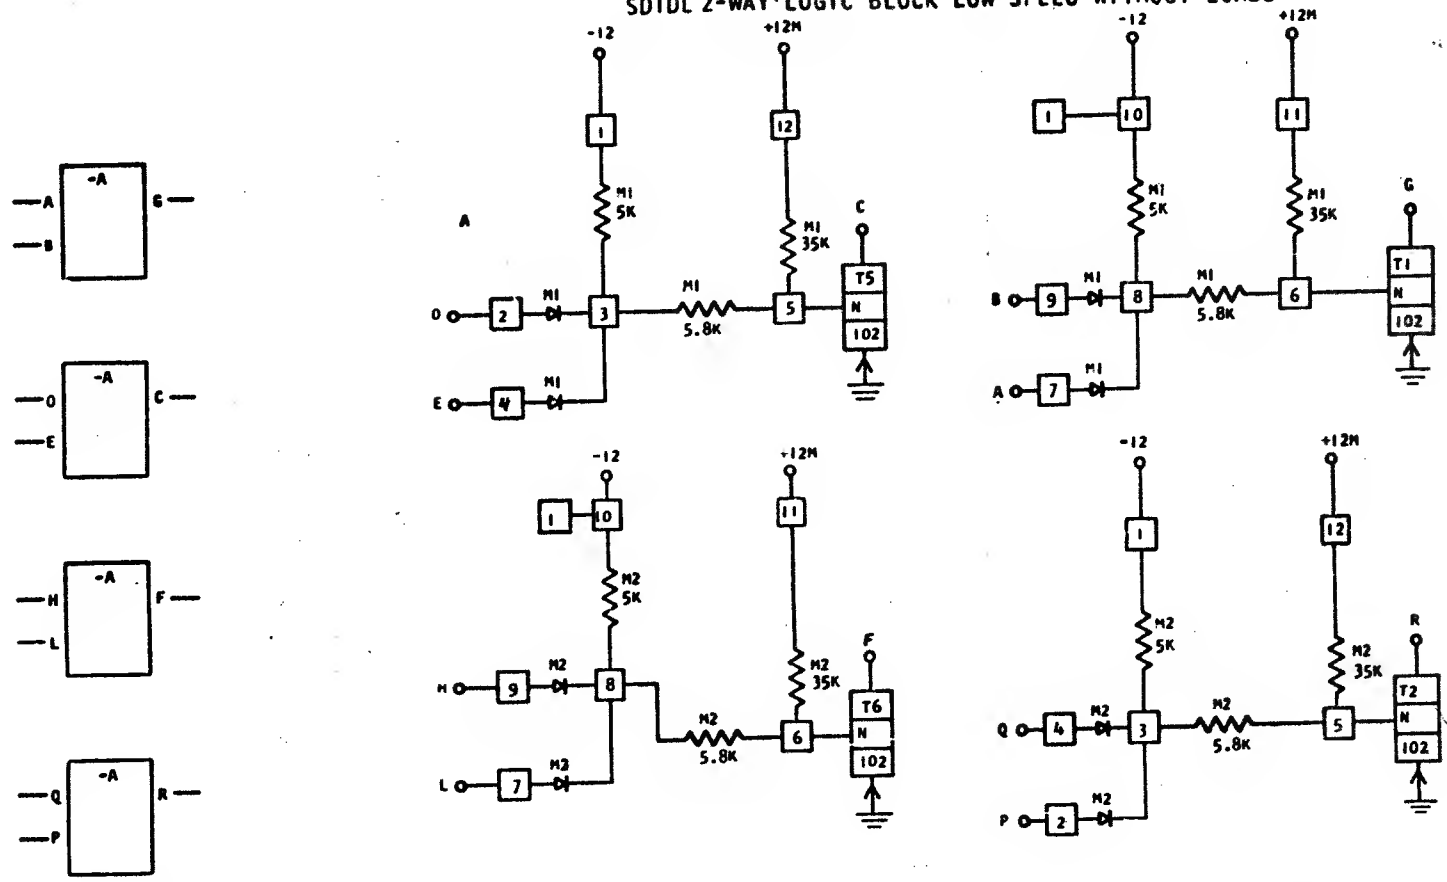 SDTDL 2-WAY LOGIC BLOCK LOW SPEED WITHOUT LOADS
-A
A
B
G
-A
O
E
C
-A
H
L
F
-A
Q
P
R
A
-12
+12M
1
12
M1
5K
M1
35K
C
O
2
M1
3
M1
5.8K
5
T5
N
102
E
4
M1
-12
+12M
1
10
11
M1
5K
M1
35K
G
B
9
M1
8
M1
5.8K
6
T1
N
102
A
7
M1
-12
+12M
1
10
11
M2
5K
M2
35K
F
H
9
M2
8
M2
5.8K
6
T6
N
102
L
7
M2
-12
+12M
1
12
M2
5K
M2
35K
R
Q
4
M2
3
M2
5.8K
5
T2
N
102
P
2
M2